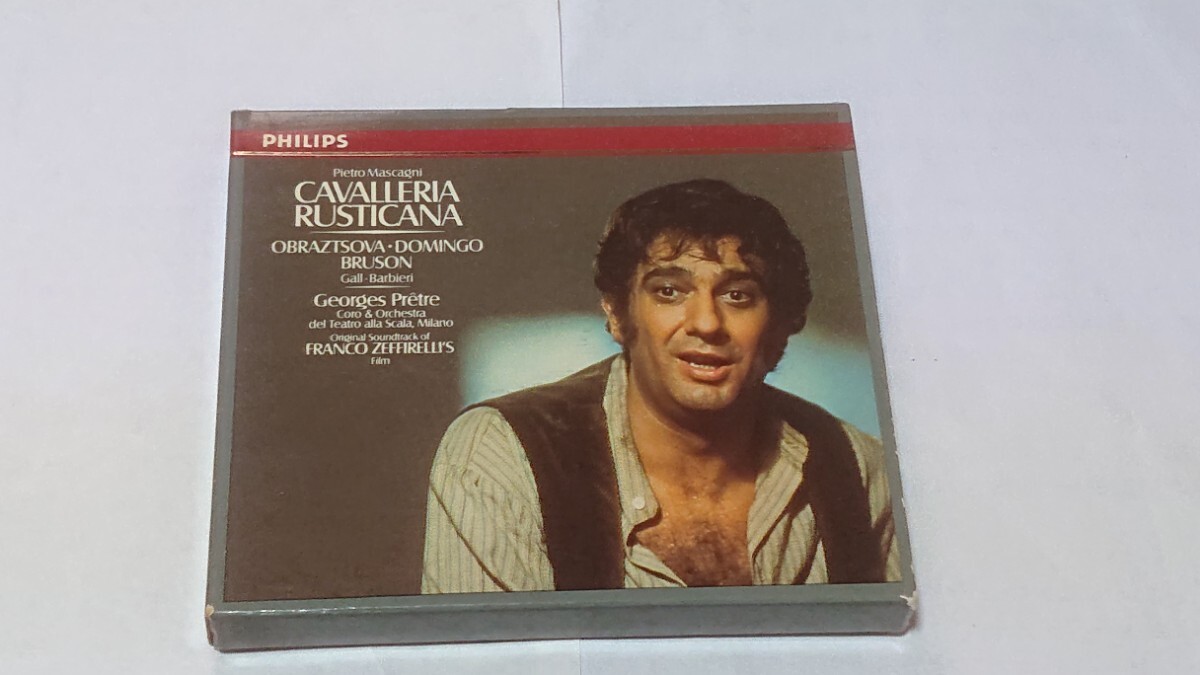 PHILIPS
Pietro Mascagni
CAVALLERIA
RUSTICANA
OBRAZTSOVA · DOMINGO
BRUSON
Gall · Barbieri
Georges Prêtre
Coro & Orchestra
del Teatro alla Scala, Milano
Original Soundtrack of
FRANCO ZEFFIRELLI'S
Film